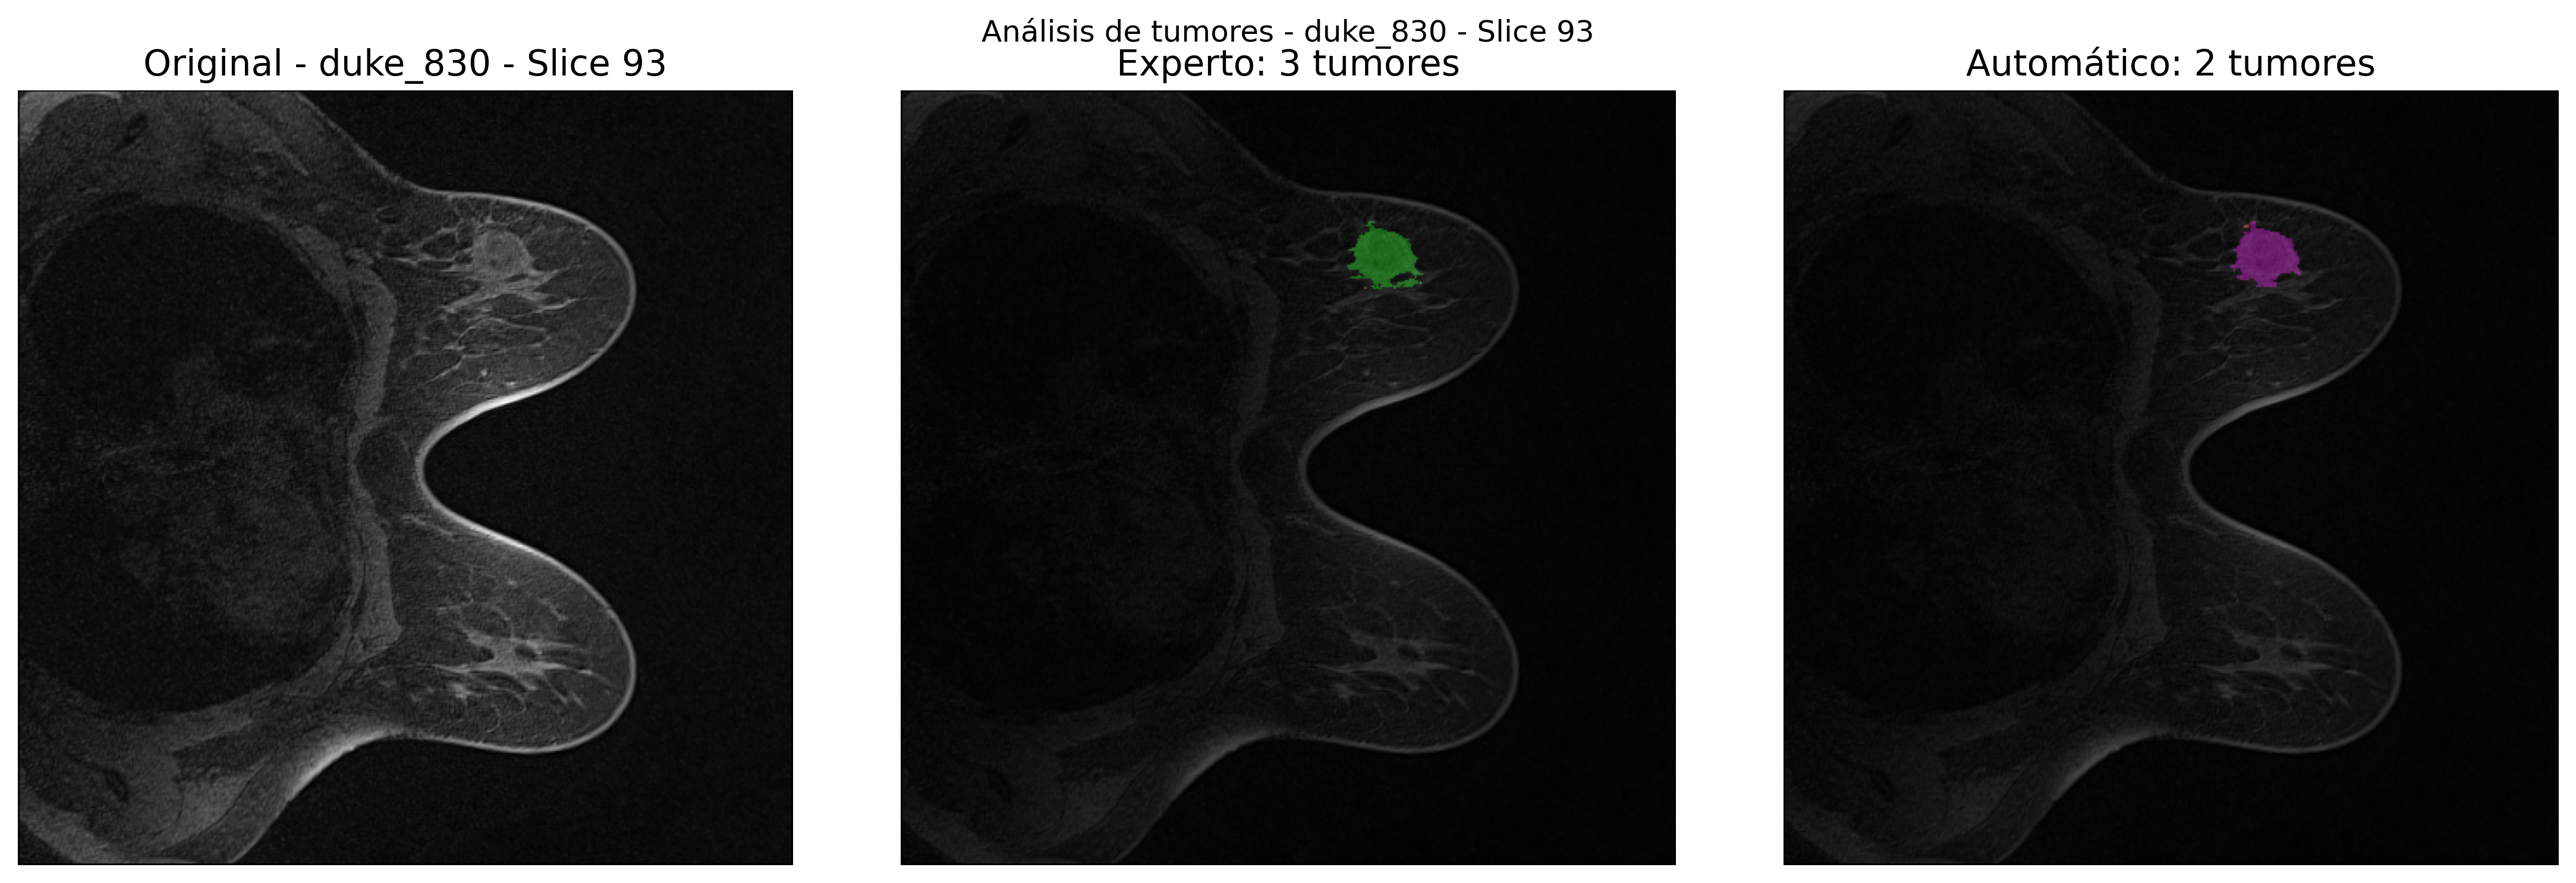 Análisis de tumores - duke_830 - Slice 93
Original - duke_830 - Slice 93
Experto: 3 tumores
Automático: 2 tumores